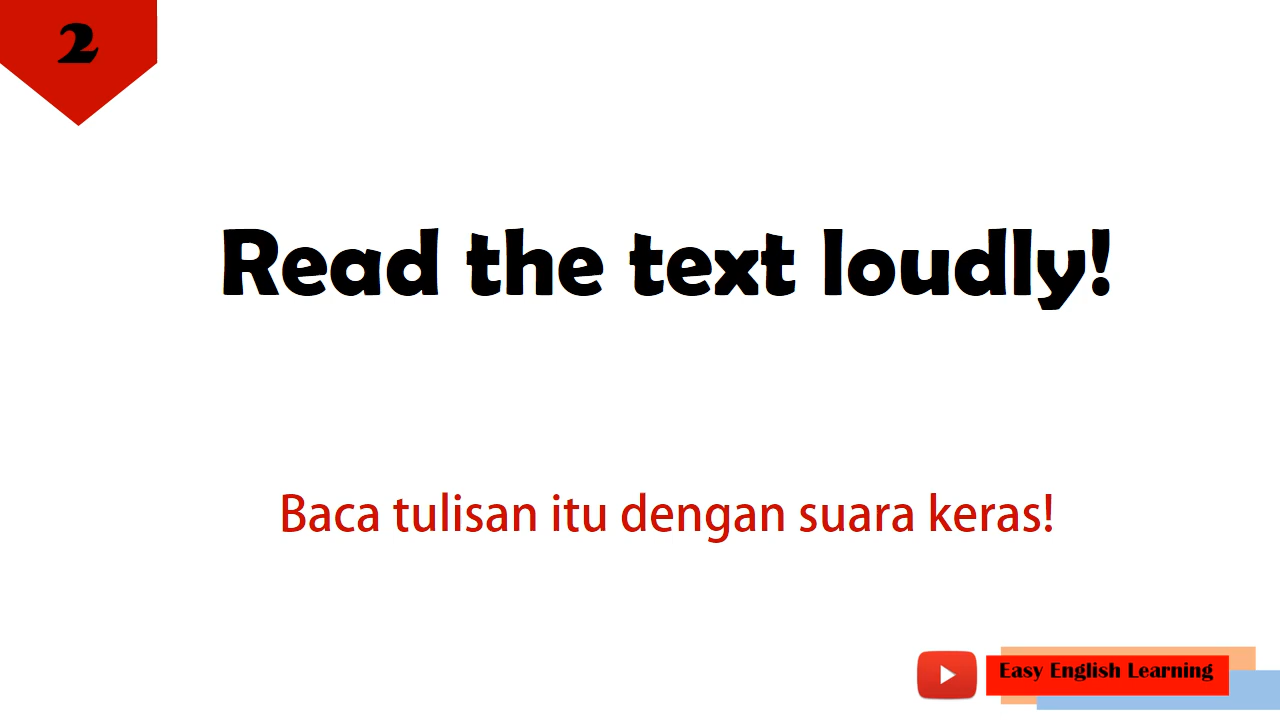 2
Read the text loudly!
Baca tulisan itu dengan suara keras!
Easy English Learning